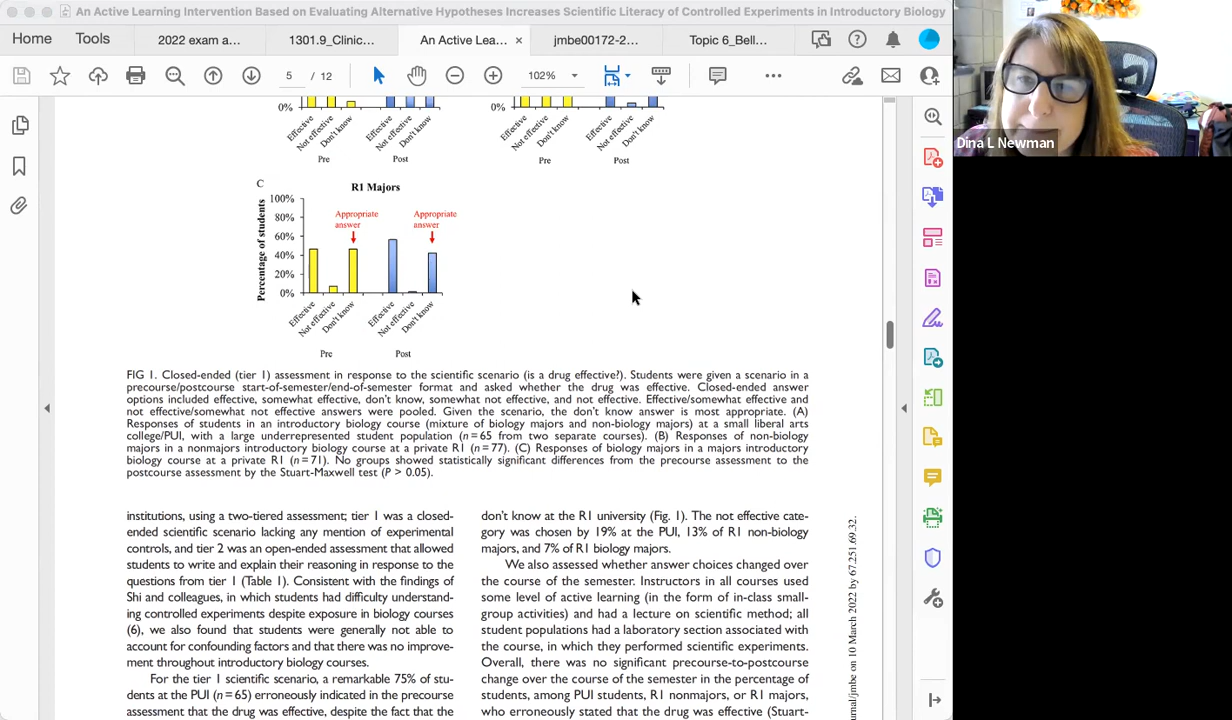 An Active Learning Intervention Based on Evaluating Alternative Hypotheses Increases Scientific Literacy of Controlled Experiments in Introductory Biology
Home
Tools
2022 exam a...
1301.9_Clinic...
An Active Lea... ×
jmbe00172-2...
Topic 6_Bell...
5 / 12
102%
0%
Effective
Not effective
Don't know
Effective
Not effective
Don't know
Pre
Post
0%
Effective
Not effective
Don't know
Effective
Not effective
Don't know
Pre
Post
C
R1 Majors
Percentage of students
100%
80%
60%
40%
20%
0%
Appropriate
answer
Appropriate
answer
Effective
Not effective
Don't know
Effective
Not effective
Don't know
Pre
Post
FIG 1. Closed-ended (tier 1) assessment in response to the scientific scenario (is a drug effective?). Students were given a scenario in a
precourse/postcourse start-of-semester/end-of-semester format and asked whether the drug was effective. Closed-ended answer
options included effective, somewhat effective, don't know, somewhat not effective, and not effective. Effective/somewhat effective and
not effective/somewhat not effective answers were pooled. Given the scenario, the don't know answer is most appropriate. (A)
Responses of students in an introductory biology course (mixture of biology majors and non-biology majors) at a small liberal arts
college/PUI, with a large underrepresented student population (n = 65 from two separate courses). (B) Responses of non-biology
majors in a nonmajors introductory biology course at a private R1 (n = 77). (C) Responses of biology majors in a majors introductory
biology course at a private R1 (n = 71). No groups showed statistically significant differences from the precourse assessment to the
postcourse assessment by the Stuart-Maxwell test (P > 0.05).
institutions, using a two-tiered assessment; tier 1 was a closed-
ended scientific scenario lacking any mention of experimental
controls, and tier 2 was an open-ended assessment that allowed
students to write and explain their reasoning in response to the
questions from tier 1 (Table 1). Consistent with the findings of
Shi and colleagues, in which students had difficulty understand-
ing controlled experiments despite exposure in biology courses
(6), we also found that students were generally not able to
account for confounding factors and that there was no improve-
ment throughout introductory biology courses.
For the tier 1 scientific scenario, a remarkable 75% of stu-
dents at the PUI (n = 65) erroneously indicated in the precourse
assessment that the drug was effective, despite the fact that the
don't know at the R1 university (Fig. 1). The not effective cate-
gory was chosen by 19% at the PUI, 13% of R1 non-biology
majors, and 7% of R1 biology majors.
We also assessed whether answer choices changed over
the course of the semester. Instructors in all courses used
some level of active learning (in the form of in-class small-
group activities) and had a lecture on scientific method; all
student populations had a laboratory section associated with
the course, in which they performed scientific experiments.
Overall, there was no significant precourse-to-postcourse
change over the course of the semester in the percentage of
students, among PUI students, R1 nonmajors, or R1 majors,
who erroneously stated that the drug was effective (Stuart-
urnal/jmbe on 10 March 2022 by 67.251.69.32.
Dina L Newman